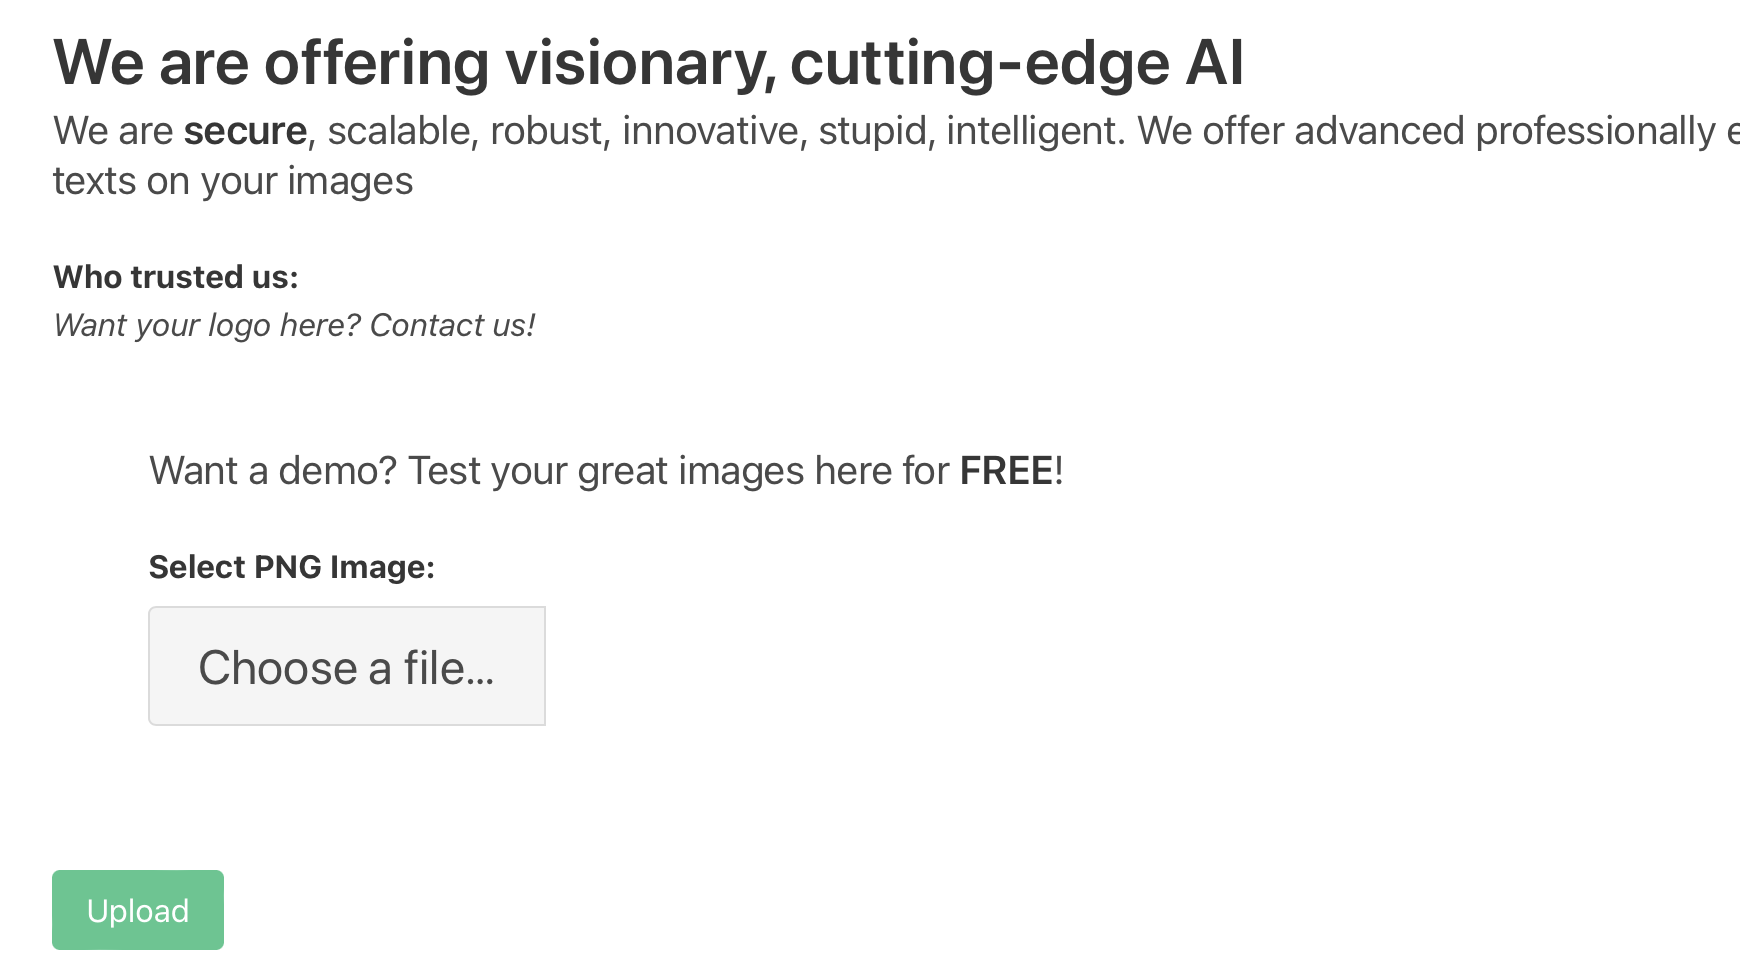 We are offering visionary, cutting-edge AI
We are secure, scalable, robust, innovative, stupid, intelligent. We offer advanced professionally
texts on your images
Who trusted us:
Want your logo here? Contact us!
Want a demo? Test your great images here for FREE!
Select PNG Image:
Choose a file...
Upload